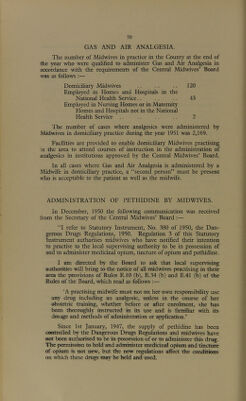 50
GAS AND AIR ANALGESIA.
The number of Midwives in practice in the County at the end of
the year who were qualified to administer Gas and Air Analgesia in
accordance with the requirements of the Central Midwives' Board
was as follows :—
Domiciliary Midwives .. .. .. 120
Employed in Homes and Hospitals in the
National Health Service .. .. 43
Employed in Nursing Homes or in Maternity
Homes and Hospitals not in the National
Health Service .. .. .. 2
The number of cases where analgesics were administered by
Midwives in domiciliary practice during the year 1951 was 2,169.
Facilities are provided to enable domiciliary Midwives practising
in the area to attend courses of instruction in the administration of
analgesics in institutions approved by the Central Midwives' Board.
In all cases where Gas and Air Analgesia is administered by a
Midwife in domiciliary practice, a "second person" must be present
who is acceptable to the patient as well as the midwife.
ADMINISTRATION OF PETHIDINE BY MIDWIVES.
In December, 1950 the following communication was received
from the Secretary of the Central Midwives' Board :—
"I refer to Statutory Instrument, No. 380 of 1950, the Dan-
gerous Drugs Regulations, 1950. Regulation 5 of this Statutory
Instrument authorises midwives who have notified their intention
to practise to the local supervising authority to be in possession of
and to administer medicinal opium, tincture of opium and pethidine.
I am directed by the Board to ask that local supervising
authorities will bring to the notice of all midwives practising in their
area the provisions of Rules E.10 (b), E.34 (b) and E.41 (b) of the
Rules of the Board, which read as follows :—
'A practising midwife must not on her own responsibility use
any drug including an analgesic, unless in the course of her
obstetric training, whether before or after enrolment, she has
been thoroughly instructed in its use and is familiar with its
dosage and methods of administration or application.'
Since 1st January, 1947, the supply of pethidine has been
controlled by the Dangerous Drugs Regulations and midwives have
not been authorised to be in possession of or to administer this drug.
The permission to hold and administer medicinal opium and tincture
of opium is not new, but the new regulations affect the conditions
on which these drugs may be held and used.